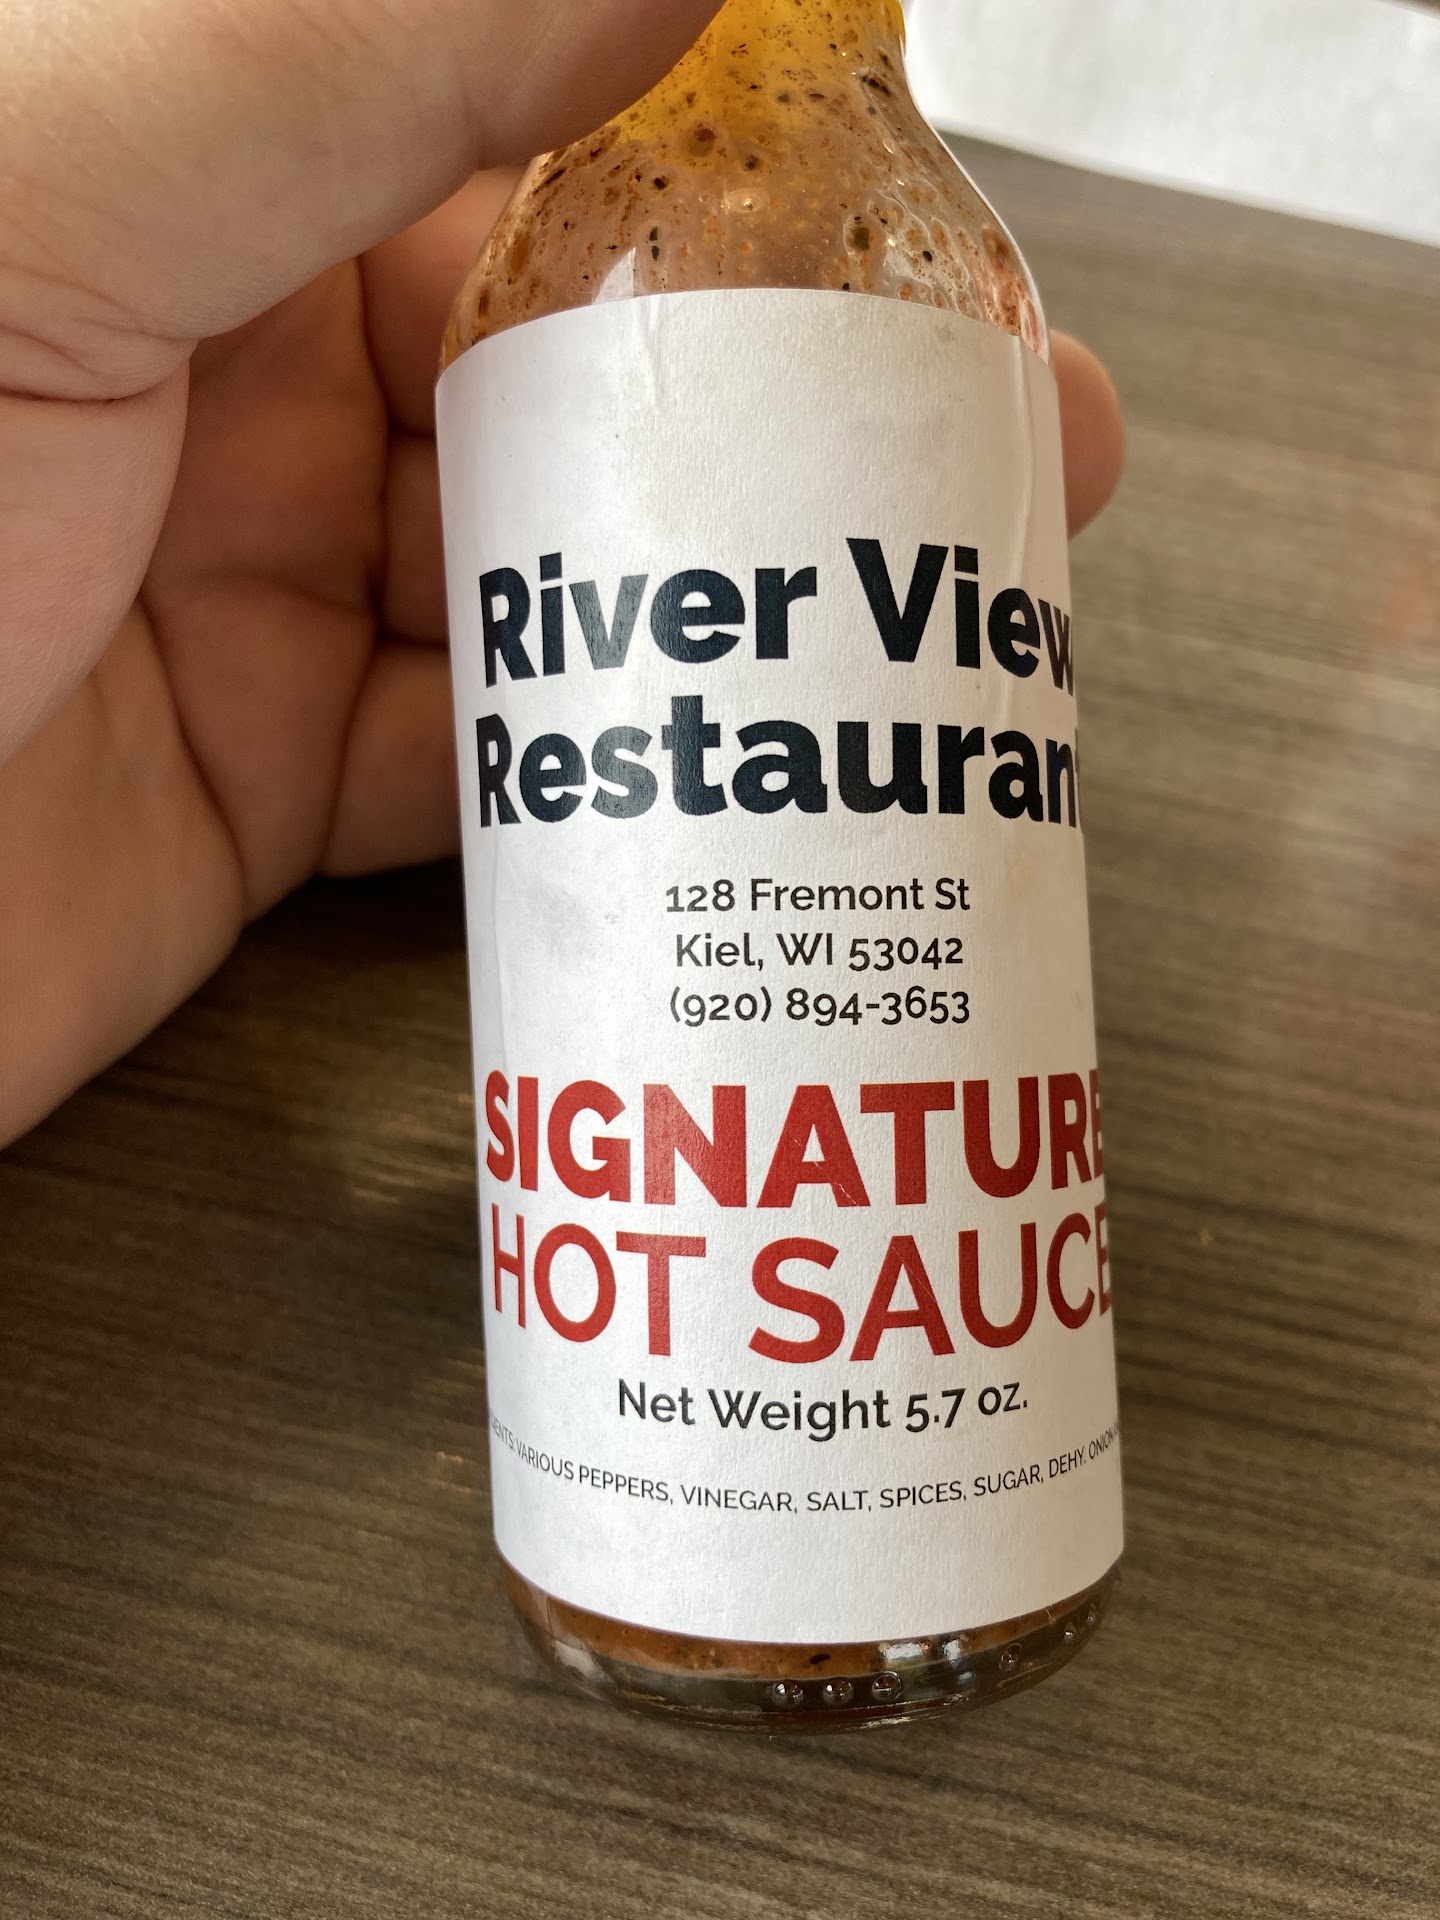 River View
Restaurant
128 Fremont St
Kiel, WI 53042
(920) 894-3653
SIGNATURE
HOT SAUCE
Net Weight 5.7 oz.
VARIOUS PEPPERS, VINEGAR, SALT, SPICES, SUGAR, DEHY. ONION